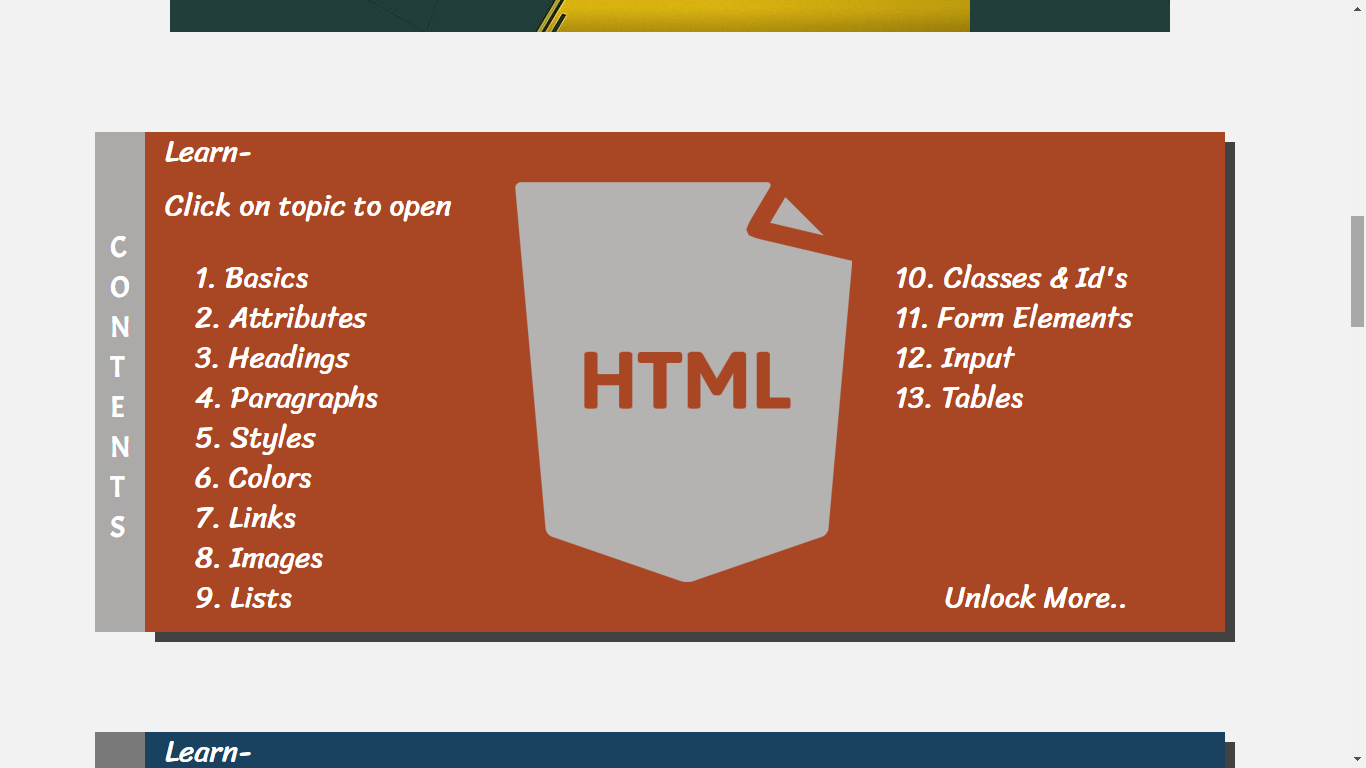 Learn-
Click on topic to open
CONTENTS
1. Basics
2. Attributes
3. Headings
4. Paragraphs
5. Styles
6. Colors
7. Links
8. Images
9. Lists
HTML
10. Classes & Id's
11. Form Elements
12. Input
13. Tables
Unlock More..
Learn-